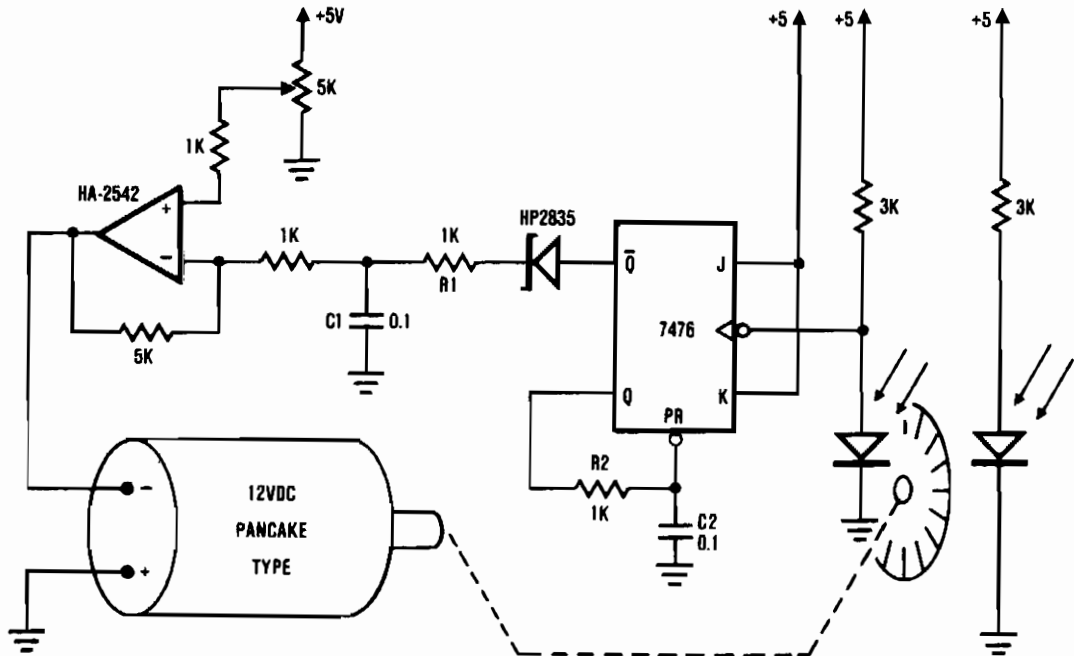 +5V
+5
+5
+5
5K
1K
HA-2542
+
−
1K
1K
R1
HP2835
Q̅
J
3K
3K
C1
0.1
7476
5K
Q
K
PR
R2
1K
C2
0.1
−
12VDC
PANCAKE
TYPE
+